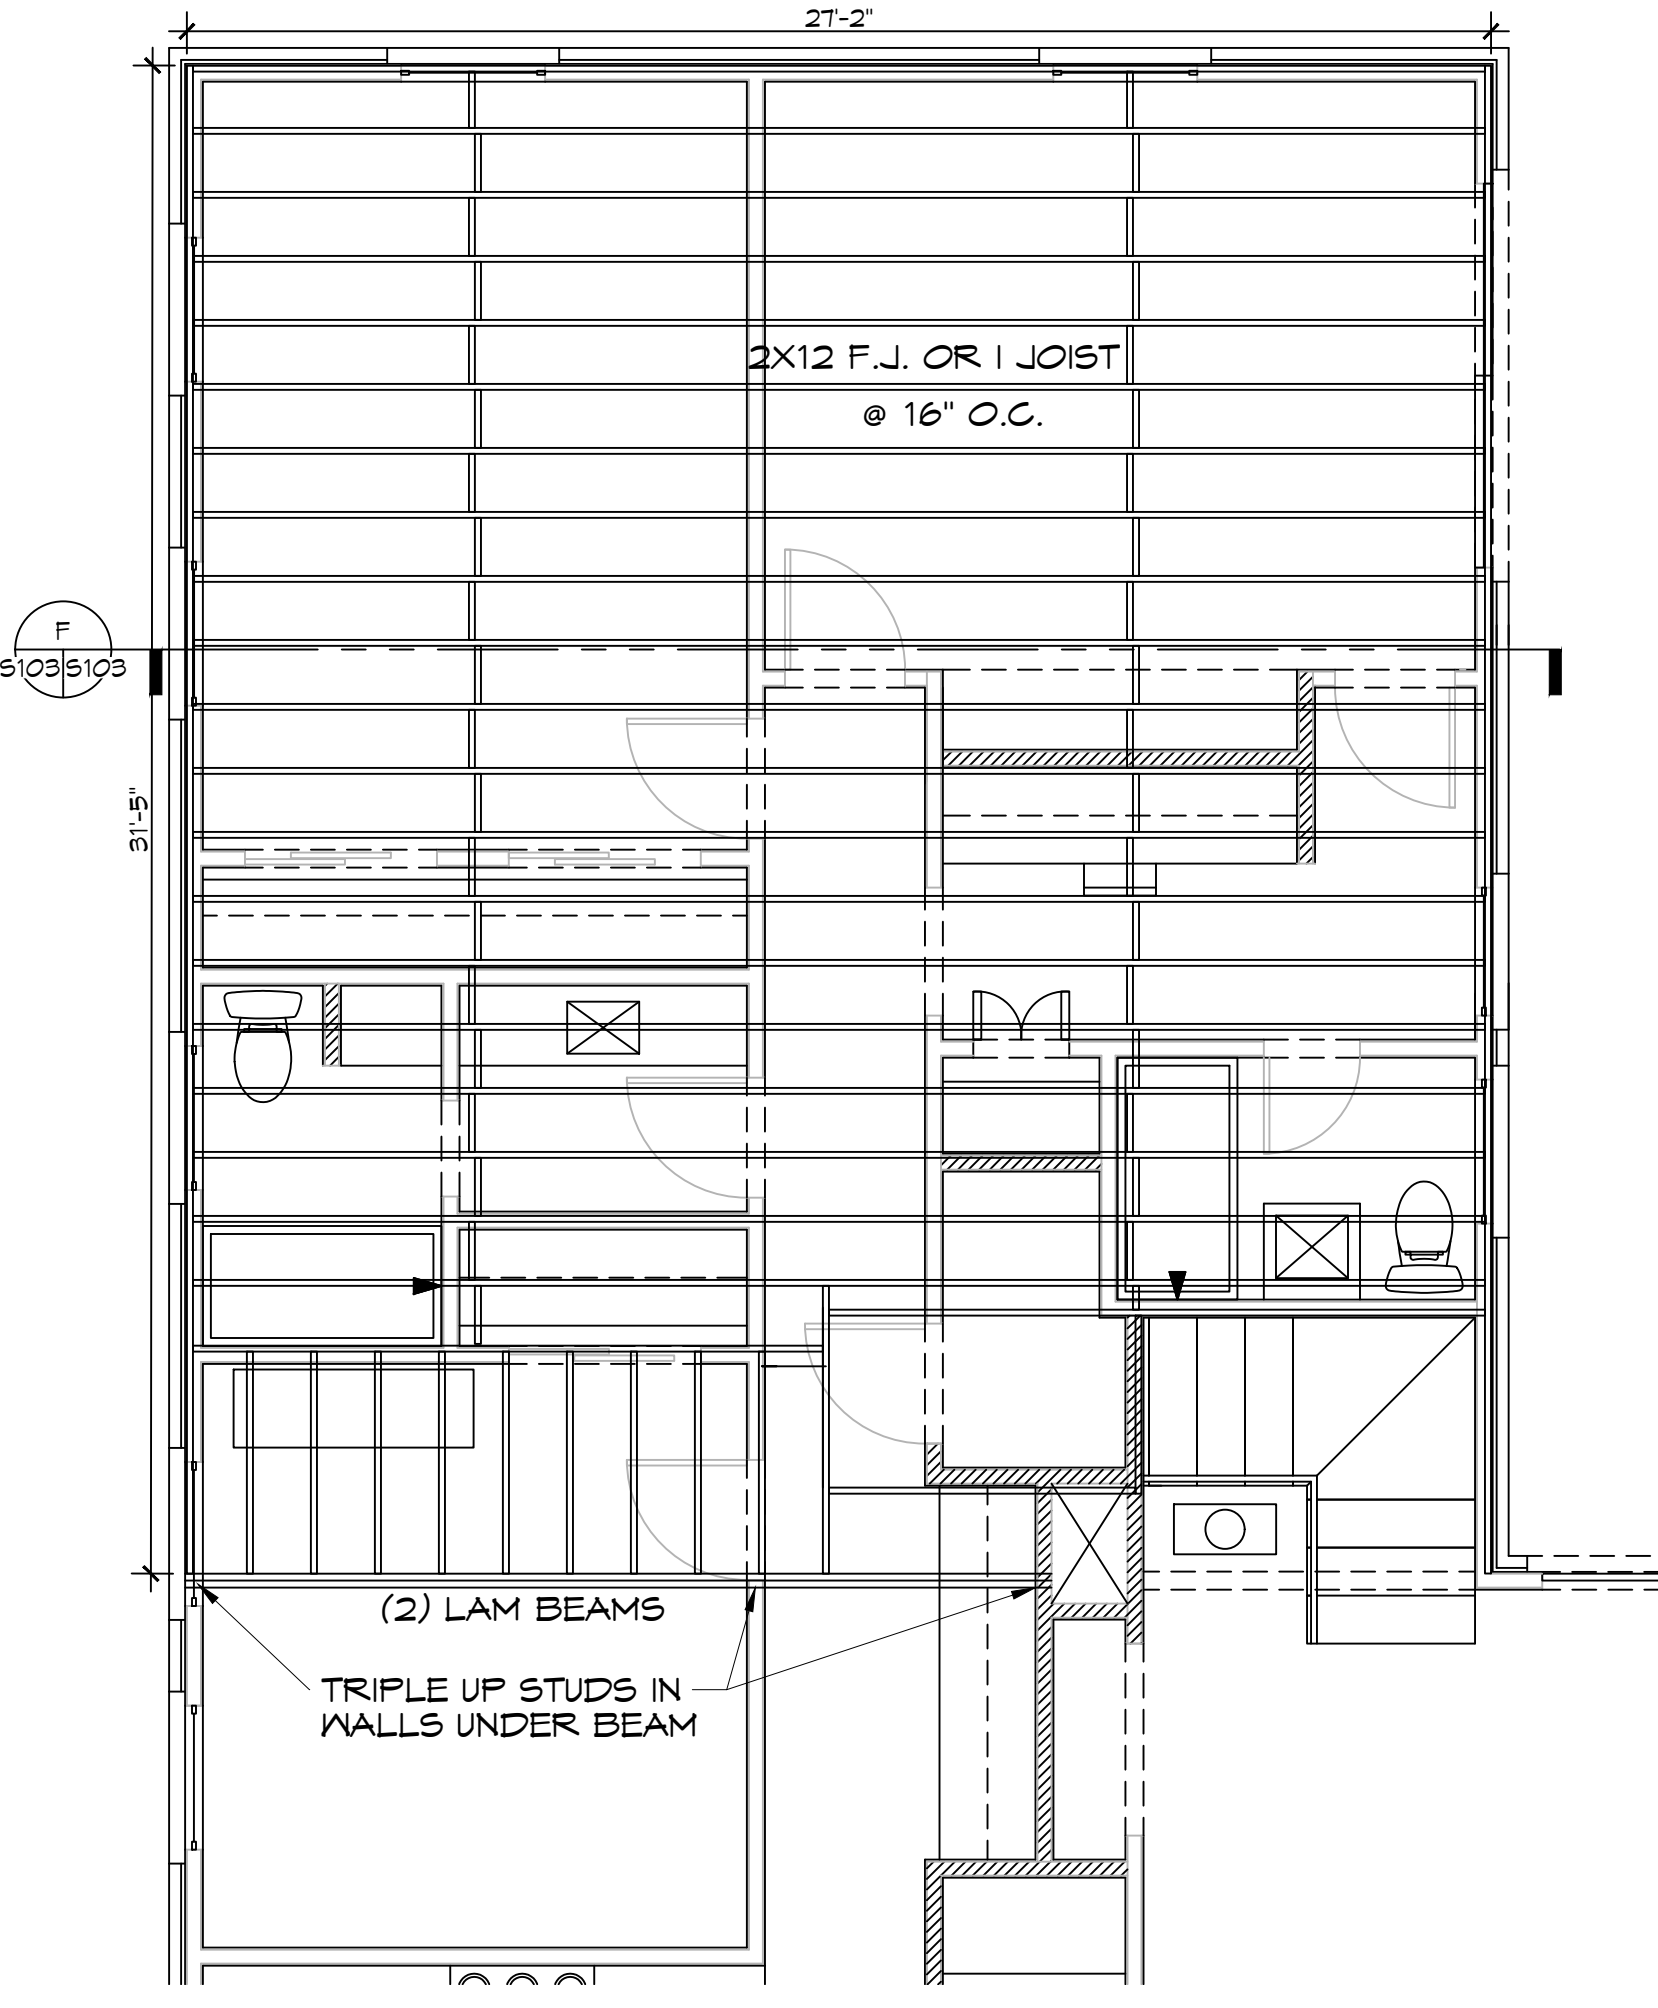 27'-2"
2X12 F.J. OR I JOIST
@ 16" O.C.
F
S103 S103
31'-5"
(2) LAM BEAMS
TRIPLE UP STUDS IN
WALLS UNDER BEAM